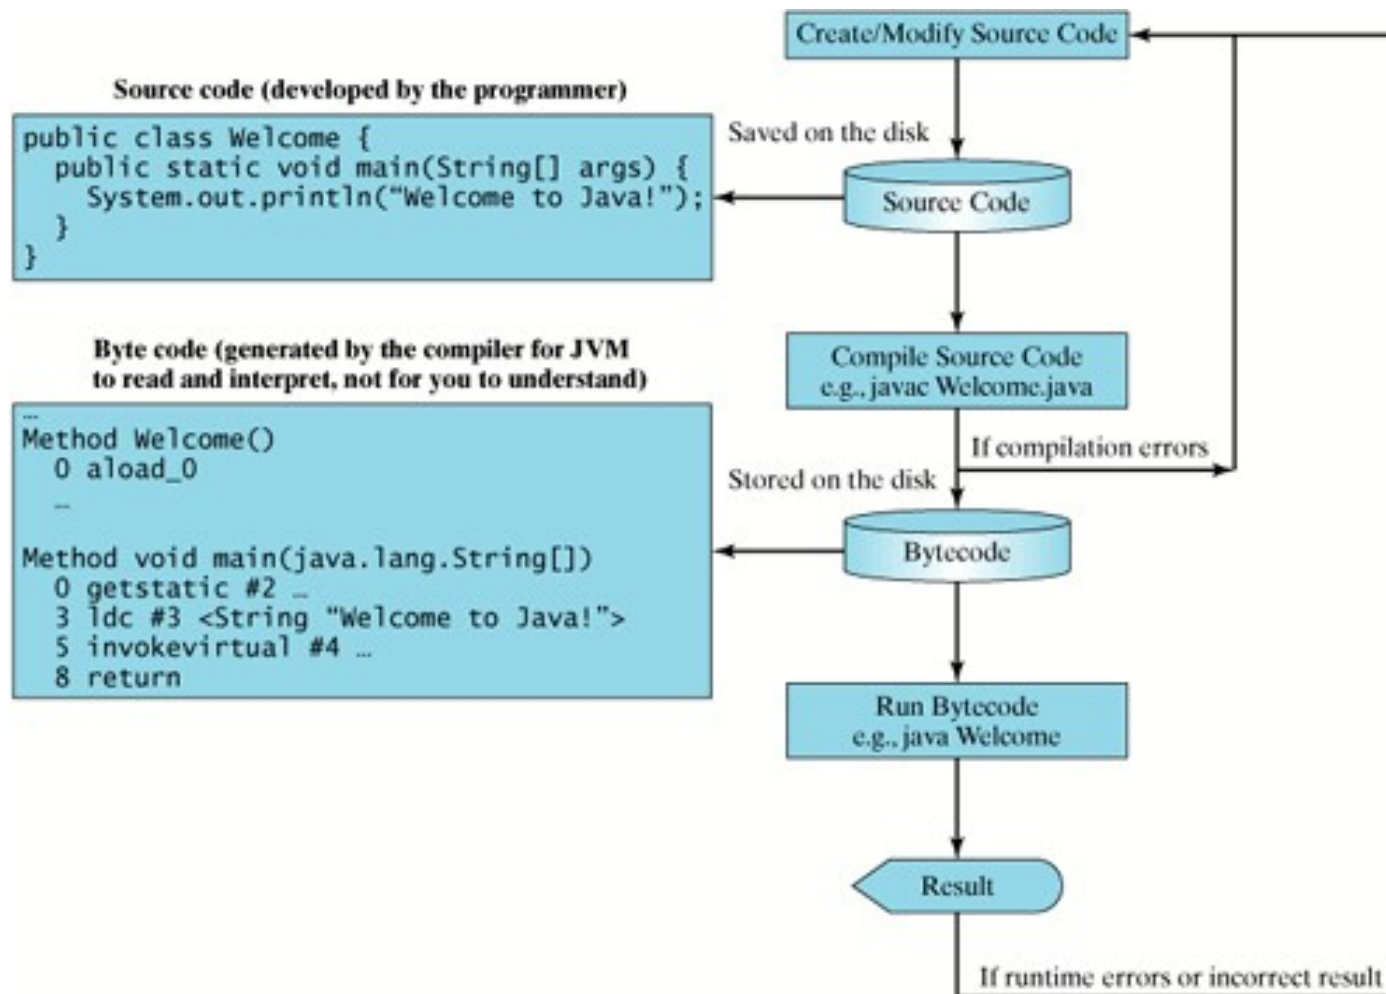 Create/Modify Source Code
Source code (developed by the programmer)
public class Welcome {
public static void main(String[] args) {
System.out.println(“Welcome to Java!”);
}
}
Saved on the disk
Source Code
Byte code (generated by the compiler for JVM
to read and interpret, not for you to understand)
…
Method Welcome()
0 aload_0
…
Method void main(java.lang.String[])
0 getstatic #2 …
3 ldc #3 <String “Welcome to Java!”>
5 invokevirtual #4 …
8 return
Compile Source Code
e.g., javac Welcome.java
If compilation errors
Stored on the disk
Bytecode
Run Bytecode
e.g., java Welcome
Result
If runtime errors or incorrect result